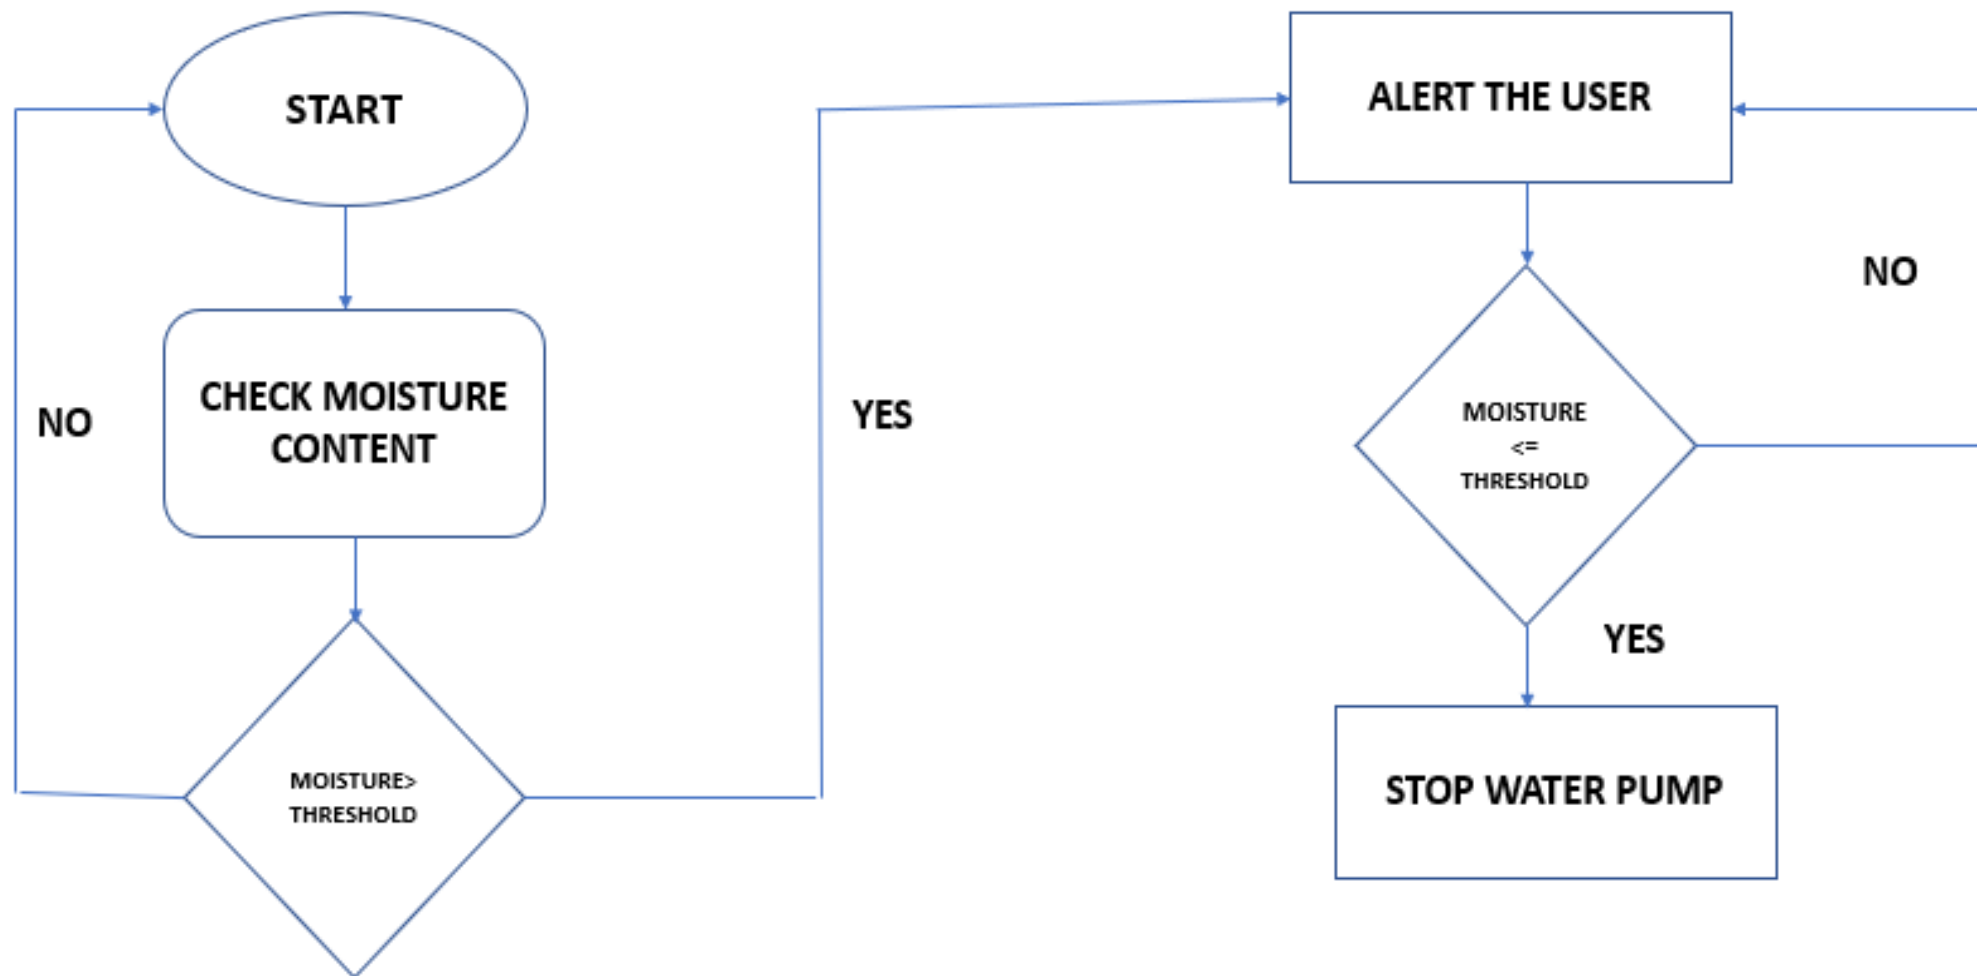 START
CHECK MOISTURE
CONTENT
NO
MOISTURE>
THRESHOLD
YES
ALERT THE USER
NO
MOISTURE
<=
THRESHOLD
YES
STOP WATER PUMP